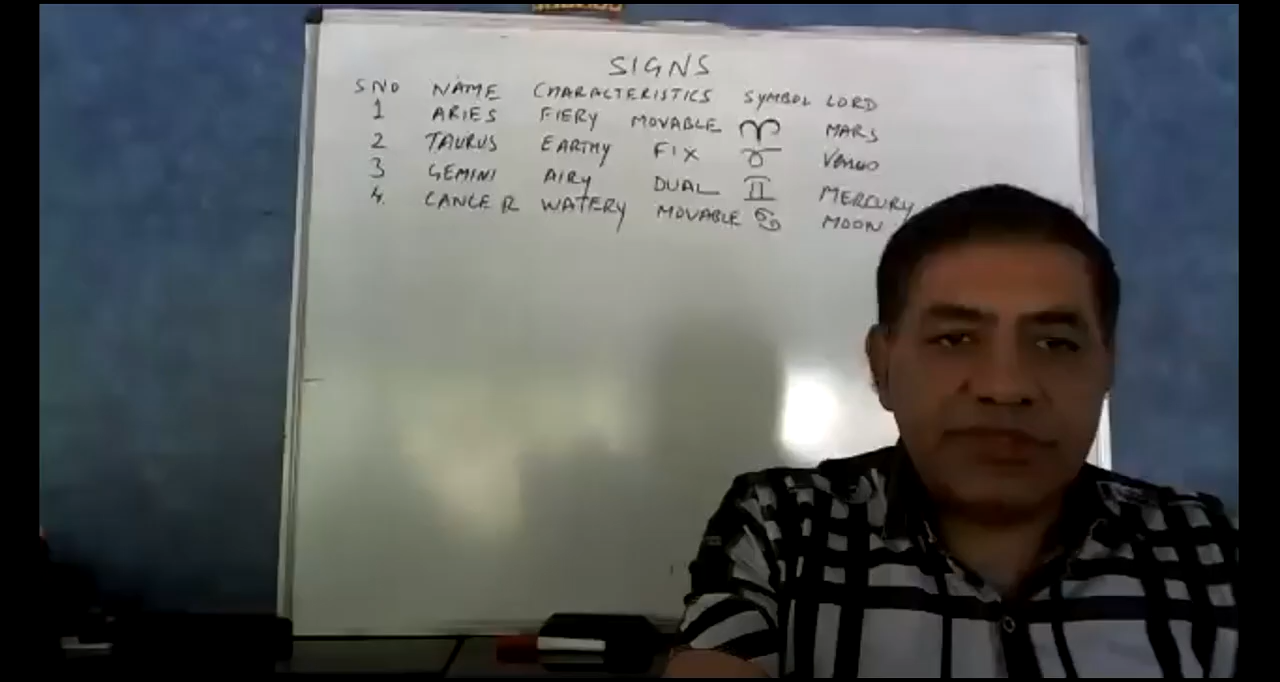 SIGNS
S NO NAME CHARACTERISTICS SYMBOL LORD
1 ARIES FIERY MOVABLE ♈ MARS
2 TAURUS EARTHY FIX ♉ VENUS
3 GEMINI AIRY DUAL ♊ MERCURY
4. CANCER WATERY MOVABLE ♋ MOON